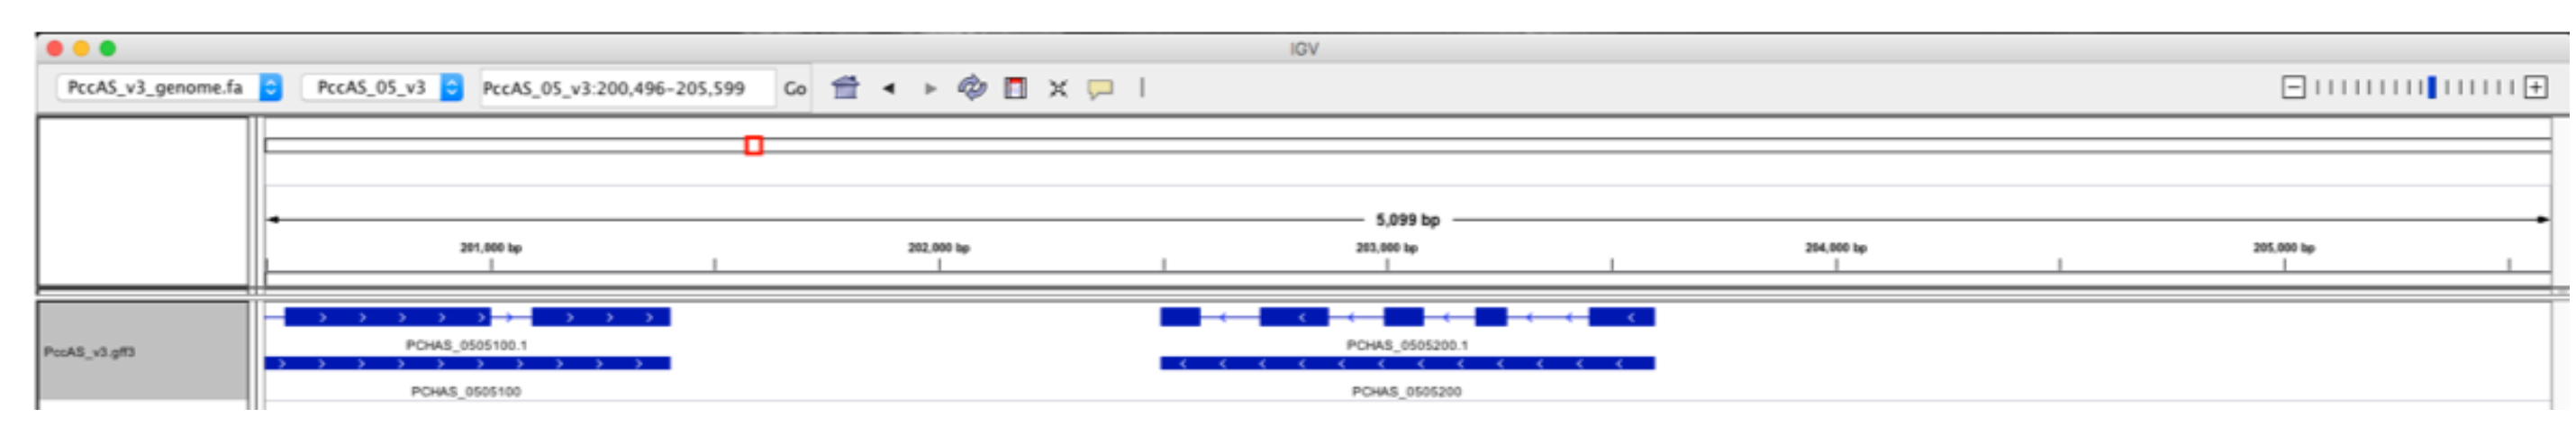 IGV
PccAS_v3_genome.fa PccAS_05_v3 PccAS_05_v3:200,496-205,599 Go
5,099 bp
201,000 bp 202,000 bp 203,000 bp 204,000 bp 205,000 bp
PccAS_v3.gff3
PCHAS_0505100.1 PCHAS_0505200.1
PCHAS_0505100 PCHAS_0505200